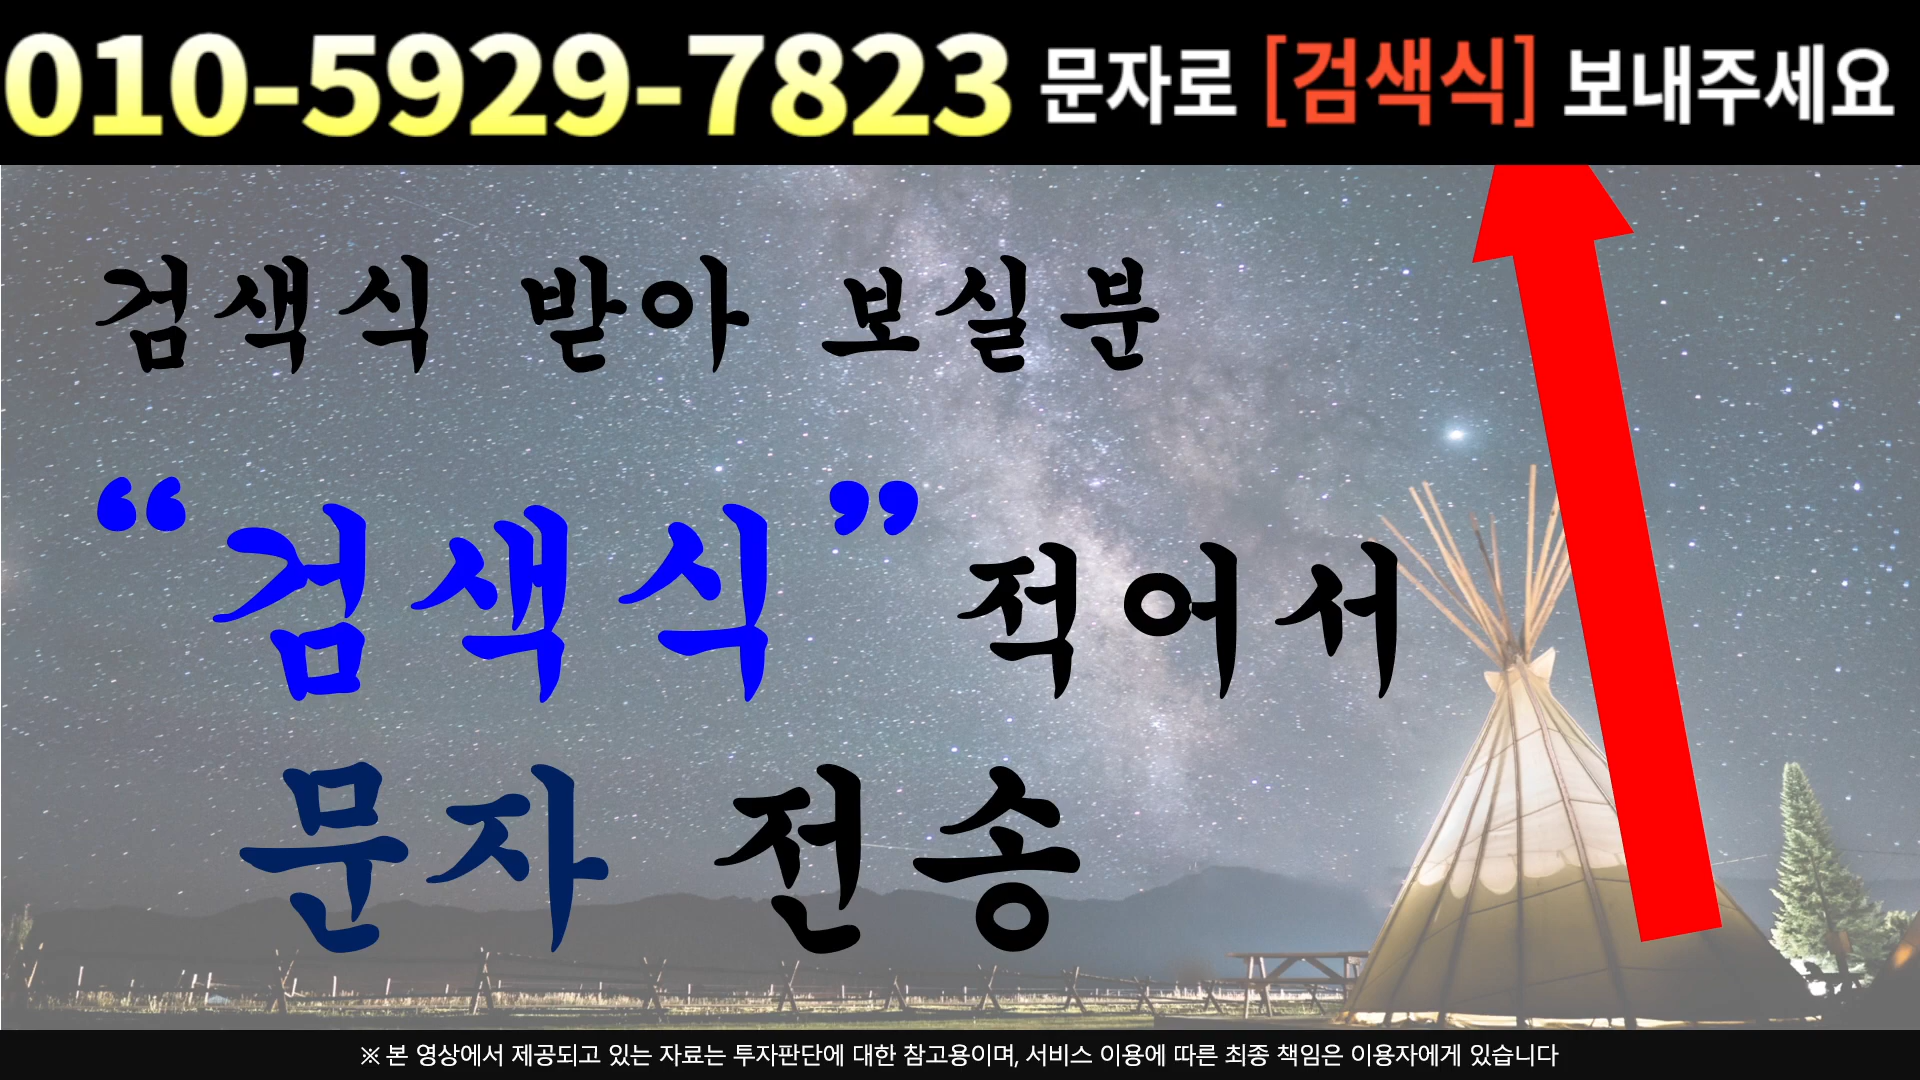 010-5929-7823 문자로 [검색식] 보내주세요
검색식 받아 보실분
“검색식” 적어서
문자 전송
※ 본 영상에서 제공되고 있는 자료는 투자판단에 대한 참고용이며, 서비스 이용에 따른 최종 책임은 이용자에게 있습니다